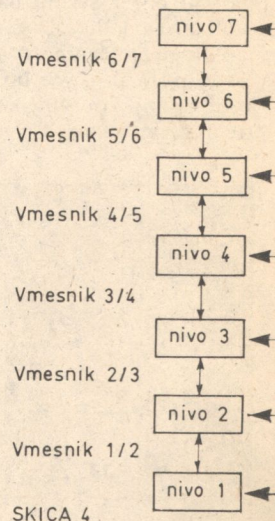 nivo 7
Vmesnik 6/7
nivo 6
Vmesnik 5/6
nivo 5
Vmesnik 4/5
nivo 4
Vmesnik 3/4
nivo 3
Vmesnik 2/3
nivo 2
Vmesnik 1/2
nivo 1
SKICA 4